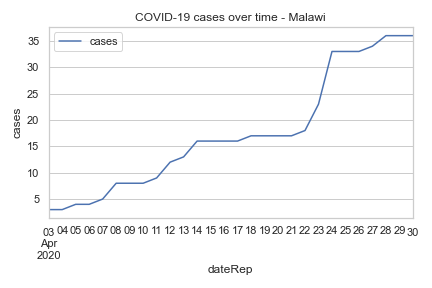 COVID-19 cases over time - Malawi
cases
35
30
25
20
15
10
5
cases
03 04 05 06 07 08 09 10 11 12 13 14 15 16 17 18 19 20 21 22 23 24 25 26 27 28 29 30
Apr
2020
dateRep